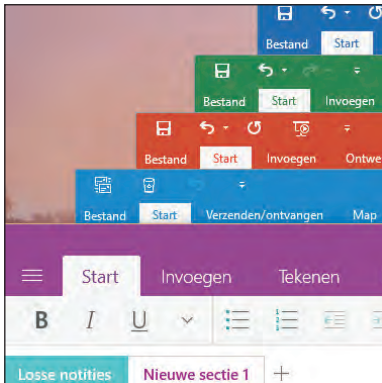 Bestand Start
Bestand Start Invoegen
Bestand Start Invoegen Ontwe
Bestand Start Verzenden/ontvangen Map
Start Invoegen Tekenen
B I U
Losse notities Nieuwe sectie 1 +